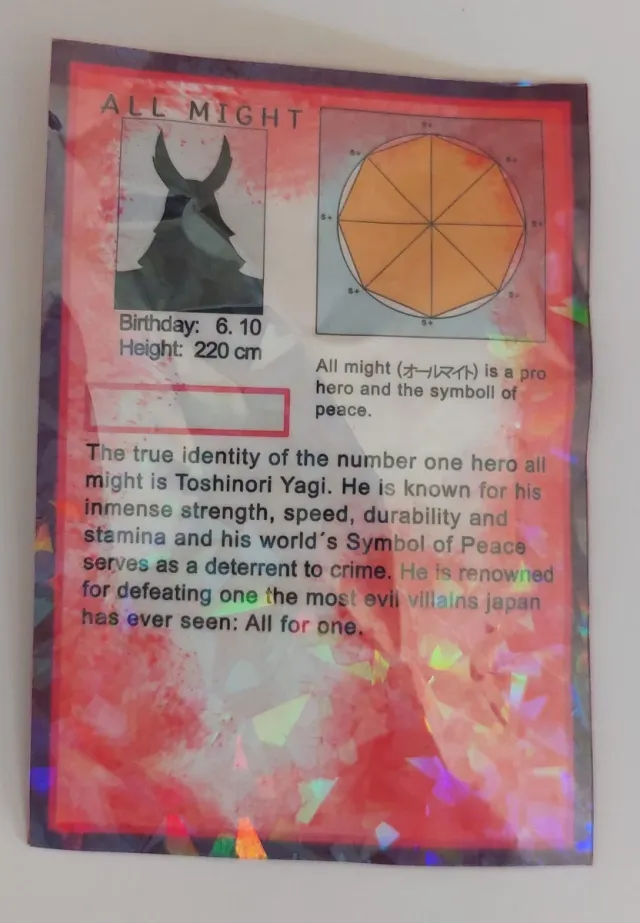 ALL MIGHT
S+
S+
S+
S+
S+
S+
S+
S+
Birthday: 6. 10
Height: 220 cm
All might (オールマイト) is a pro
hero and the symboll of
peace.
The true identity of the number one hero all
might is Toshinori Yagi. He is known for his
inmense strength, speed, durability and
stamina and his world´s Symbol of Peace
serves as a deterrent to crime. He is renowned
for defeating one the most evil villains japan
has ever seen: All for one.